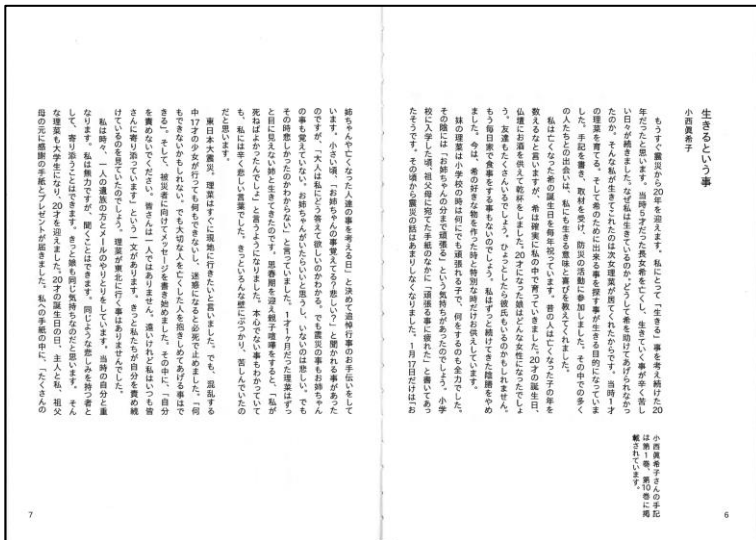 生きるという事
小西眞希子
もうすぐ震災から20年を迎えます。私にとって「生きる」事を考え続けた20
年だったと思います。当時5才だった長女希を亡くし、生きていく事が辛く苦し
い日々が続きました。なぜ私は生きているのか、どうして希を助けてあげられなかっ
たのか。そんな私が生きてこれたのは次女理菜が居てくれたからです。当時1才
の理菜を育てる。そして希のために出来る事を探す事が生きる目的になっていま
した。手記を書き、取材を受け、防災の活動に参加しました。その中での多く
の人たちとの出会いは、私にも生きる意味と喜びを教えてくれました。
私は亡くなった希の誕生日を毎年祝っています。昔の人は亡くなった子の年を
数えるなと言いますが、希は確実に私の中で育っていきました。20才の誕生日、
仏壇にお酒を供えて乾杯をしました。20才になった娘はどんな女性になったでしょ
う。友達もたくさんいるでしょう。ひょっとしたら彼氏もいるのかもしれません。
もう毎日家で食事をする事もないのでしょう。私はずっと続けてきた陰膳をやめ
ました。今は、希の好きな物を作った時と特別な時だけお供えしています。
妹の理菜は小学校の時は何にでも頑張れる子で、何をするのも全力でした。
その陰には「お姉ちゃんの分まで頑張る」という気持ちがあったのでしょう。小学
校に入学した頃、祖父母に宛てた手紙のなかに「頑張る事に疲れた」と書いてあっ
たそうです。その頃から震災の話はあまりしなくなりました。1月17日だけは「お
小西眞希子さんの手記
は第1巻、第10巻に掲
載されています。
6
姉ちゃんや亡くなった人達の事を考える日」と決めて追悼行事のお手伝いをして
います。小さい頃、「お姉ちゃんの事覚えてる？悲しい？」と聞かれる事があった
のですが、「大人は私にどう答えて欲しいのかわかる。でも震災の事もお姉ちゃん
の事も覚えていない。お姉ちゃんがいたらいいと思うし、いないのは悲しい。でも
その時悲しかったのかわからない」と言っていました。1才1ヶ月だった理菜はずっ
と目に見えない姉と生きてきたのです。思春期を迎え親子喧嘩をすると、「私が
死ねばよかったんでしょ」と言うようになりました。本心でない事もわかっていて
も、私には辛く悲しい言葉でした。きっといろんな壁にぶつかり、苦しんでいたの
だと思います。
東日本大震災。理菜はすぐに現地に行きたいと言いました。でも、混乱する
中17才の少女が行っても何もできないし、迷惑になると必死で止めました。「何
もできないかもしれない、でも大切な人を亡くした人を抱きしめてあげる事はで
きる」。そして、被災者に向けてメッセージを書き始めました。その中に、「自分
を責めないでください。皆さんは一人ではありません。遠いけれど私はいつも皆
さんに寄り添っています」という一文があります。きっと私たちが自分を責め続
けているのを見ていたのでしょう。理菜が東北に行く事はありませんでした。
私は時々、一人の遺族の方とメールのやりとりをしています。当時の自分と重
なります。私は無力ですが、聞くことはできます。同じような悲しみを持つ者と
して、寄り添うことはできます。きっと娘も同じ気持ちなのだと思います。そん
な理菜も大学生になり、20才を迎えました。20才の誕生日の日、主人と私、祖父
母の元に感謝の手紙とプレゼントが届きました。私への手紙の中に、「たくさんの
7